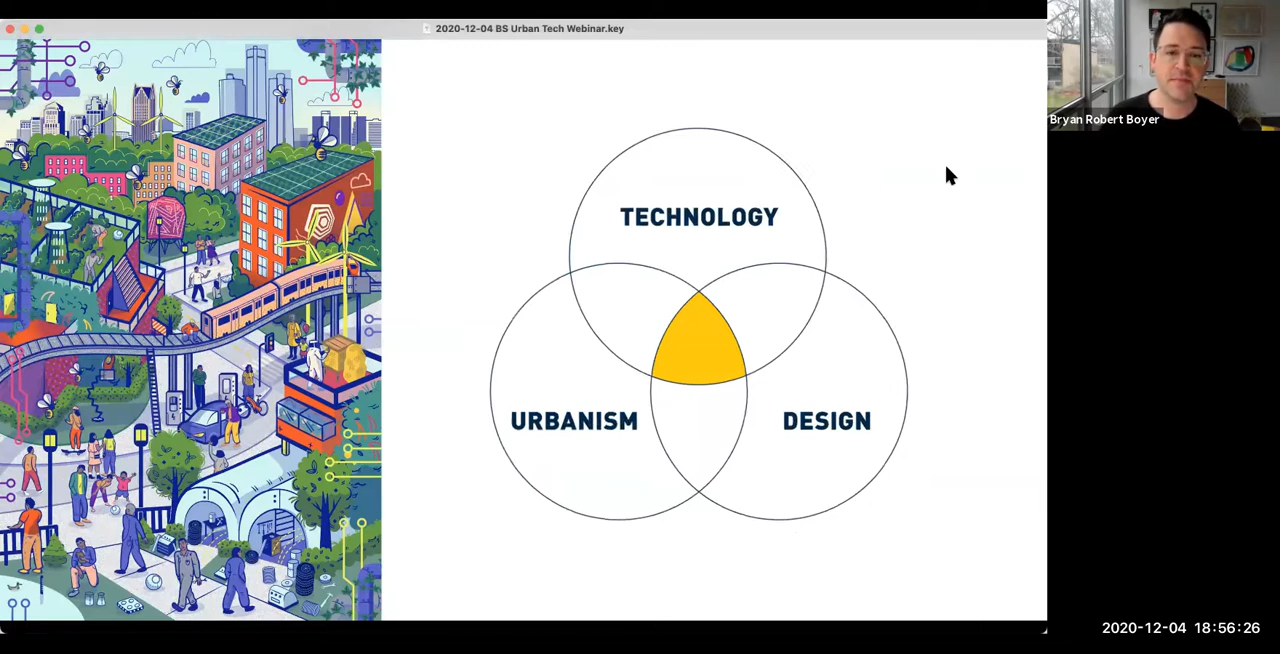 2020-12-04 BS Urban Tech Webinar.key
Bryan Robert Boyer
TECHNOLOGY
URBANISM
DESIGN
2020-12-04 18:56:26